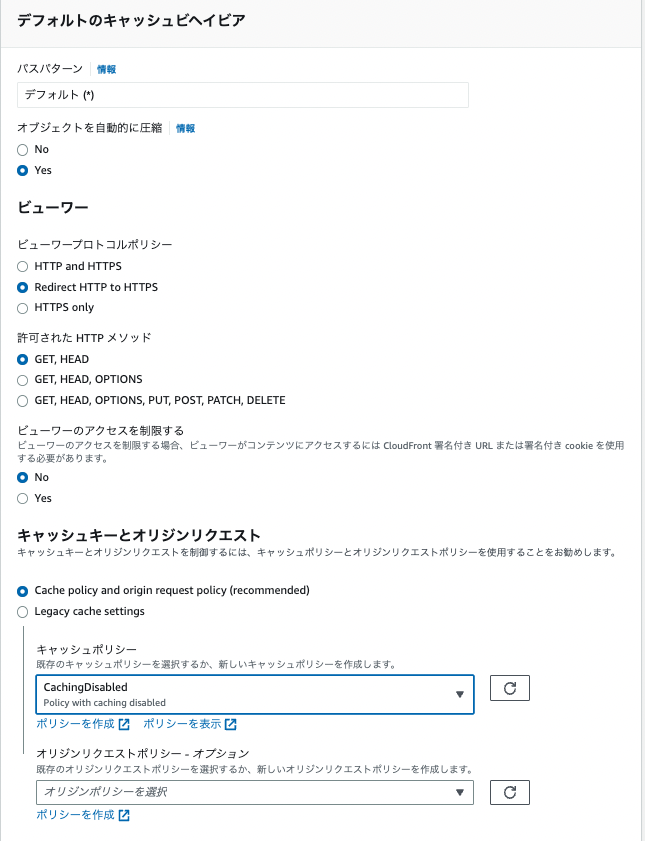 デフォルトのキャッシュビヘイビア
パスパターン 情報
デフォルト (*)
オブジェクトを自動的に圧縮 情報
No
Yes
ビューワー
ビューワープロトコルポリシー
HTTP and HTTPS
Redirect HTTP to HTTPS
HTTPS only
許可された HTTP メソッド
GET, HEAD
GET, HEAD, OPTIONS
GET, HEAD, OPTIONS, PUT, POST, PATCH, DELETE
ビューワーのアクセスを制限する
ビューワーのアクセスを制限する場合、ビューワーがコンテンツにアクセスするには CloudFront 署名付き URL または署名付き cookie を使用
する必要があります。
No
Yes
キャッシュキーとオリジンリクエスト
キャッシュキーとオリジンリクエストを制御するには、キャッシュポリシーとオリジンリクエストポリシーを使用することをお勧めします。
Cache policy and origin request policy (recommended)
Legacy cache settings
キャッシュポリシー
既存のキャッシュポリシーを選択するか、新しいキャッシュポリシーを作成します。
CachingDisabled
Policy with caching disabled
ポリシーを作成 ポリシーを表示
オリジンリクエストポリシー - オプション
既存のオリジンリクエストポリシーを選択するか、新しいオリジンリクエストポリシーを作成します。
オリジンポリシーを選択
ポリシーを作成